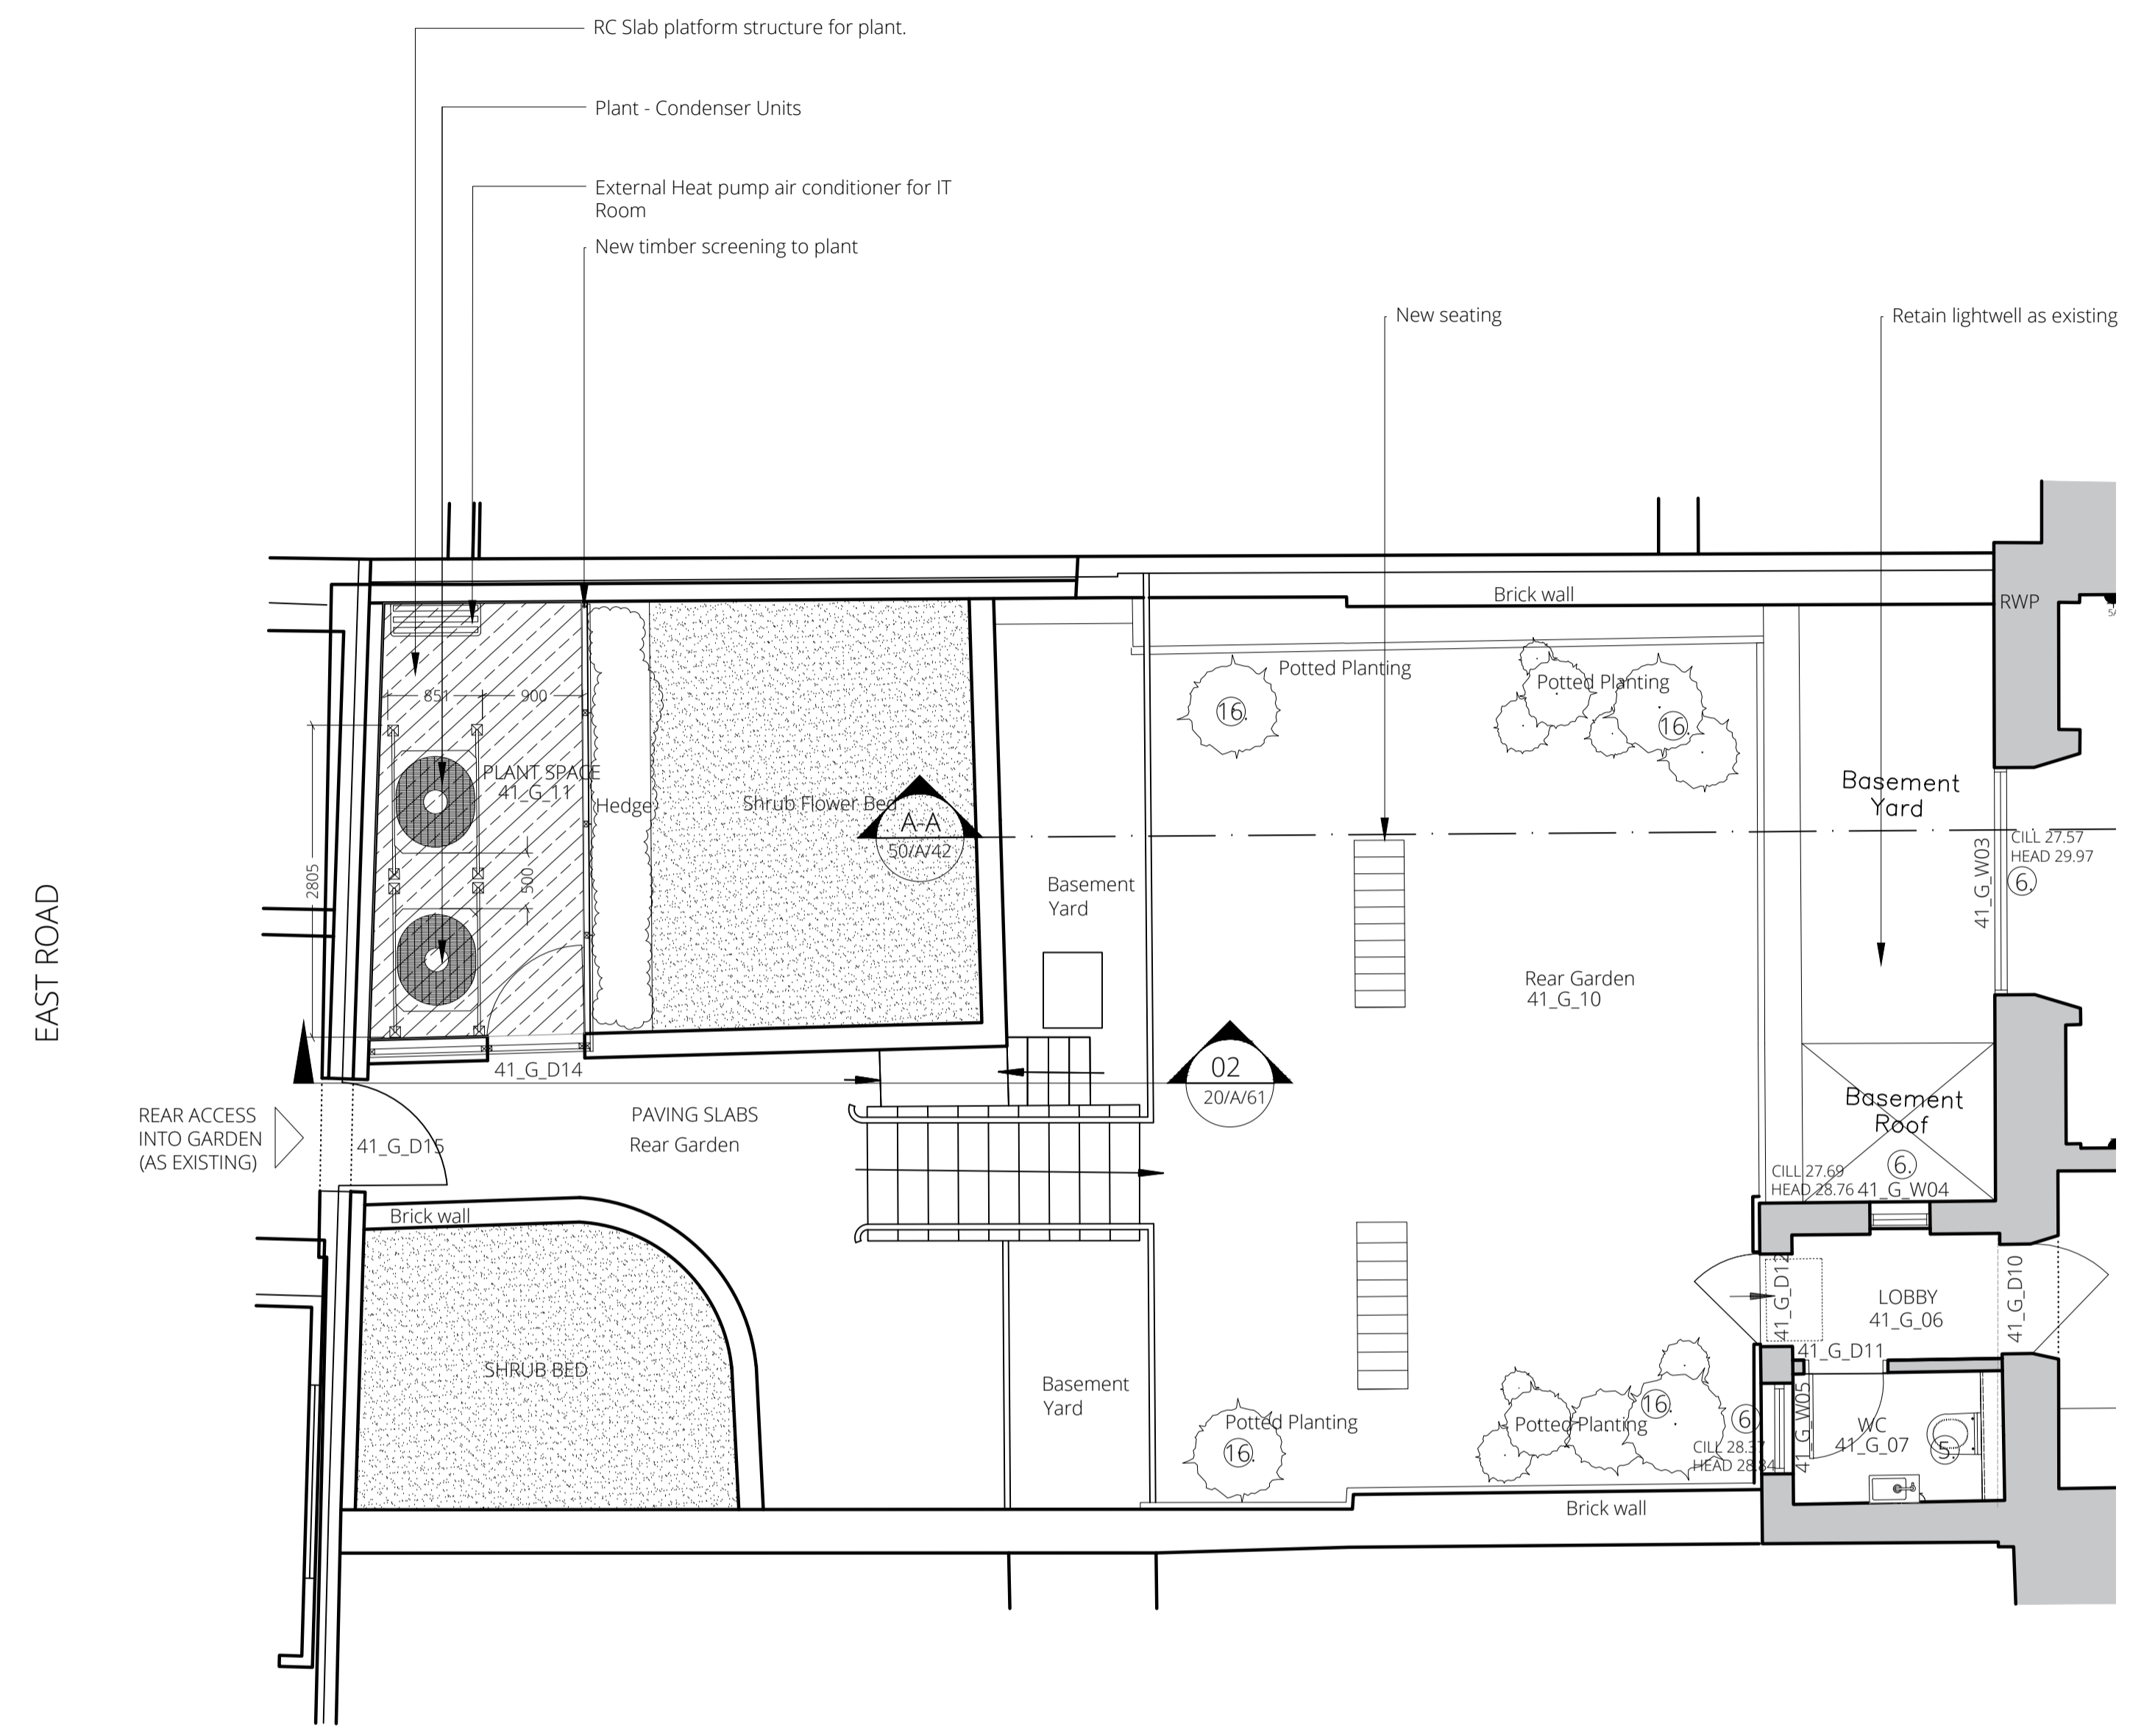 RC Slab platform structure for plant.
Plant - Condenser Units
External Heat pump air conditioner for IT
Room
New timber screening to plant
New seating
Retain lightwell as existing
Brick wall
RWP
Potted Planting
Potted Planting
16.
16.
851
900
PLANT SPACE
41_G_11
Hedge
Shrub Flower Bed
A-A
50/A/42
2805
500
Basement
Yard
Basement
Yard
41_G_W03
CILL 27.57
HEAD 29.97
6.
EAST ROAD
Rear Garden
41_G_10
41_G_D14
02
20/A/61
REAR ACCESS
INTO GARDEN
(AS EXISTING)
41_G_D15
PAVING SLABS
Rear Garden
Basement
Roof
6.
CILL 27.69
HEAD 28.76
41_G_W04
Brick wall
41_G_D12
LOBBY
41_G_06
41_G_D10
41_G_D11
SHRUB BED
Basement
Yard
Potted Planting
16.
Potted Planting
16.
6.
CILL 28.37
HEAD 28.84
41_G_W05
WC
41_G_07
5.
Brick wall